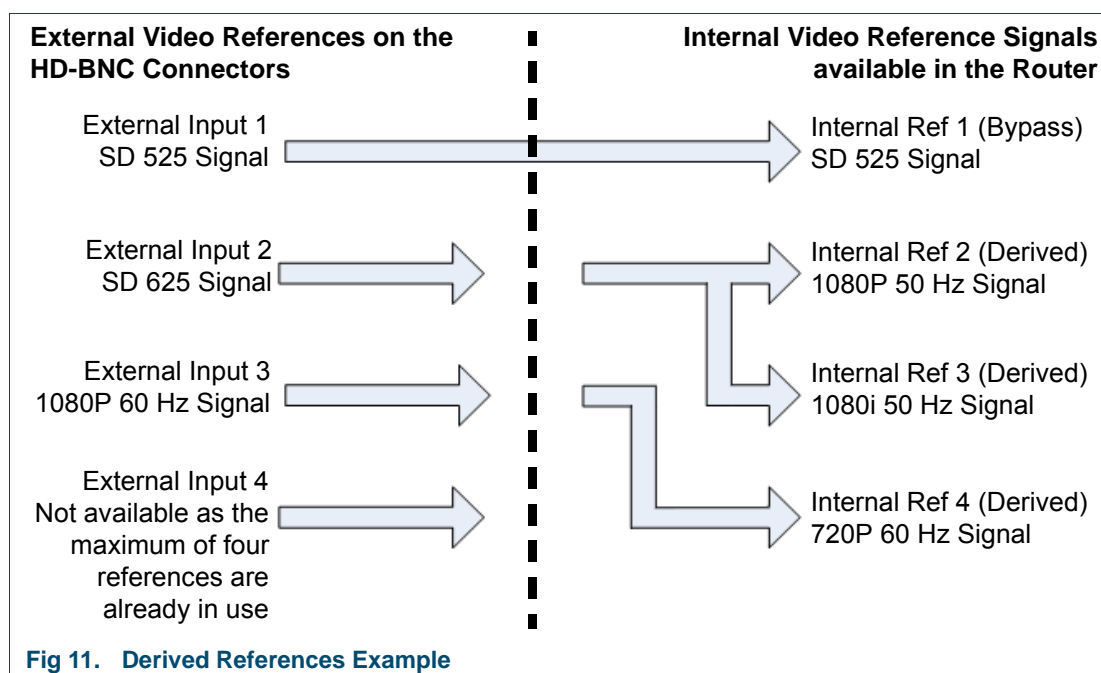 External Video References on the
HD-BNC Connectors
Internal Video Reference Signals
available in the Router
External Input 1
SD 525 Signal
Internal Ref 1 (Bypass)
SD 525 Signal
External Input 2
SD 625 Signal
Internal Ref 2 (Derived)
1080P 50 Hz Signal
External Input 3
1080P 60 Hz Signal
Internal Ref 3 (Derived)
1080i 50 Hz Signal
External Input 4
Not available as the
maximum of four
references are
already in use
Internal Ref 4 (Derived)
720P 60 Hz Signal
Fig 11. Derived References Example